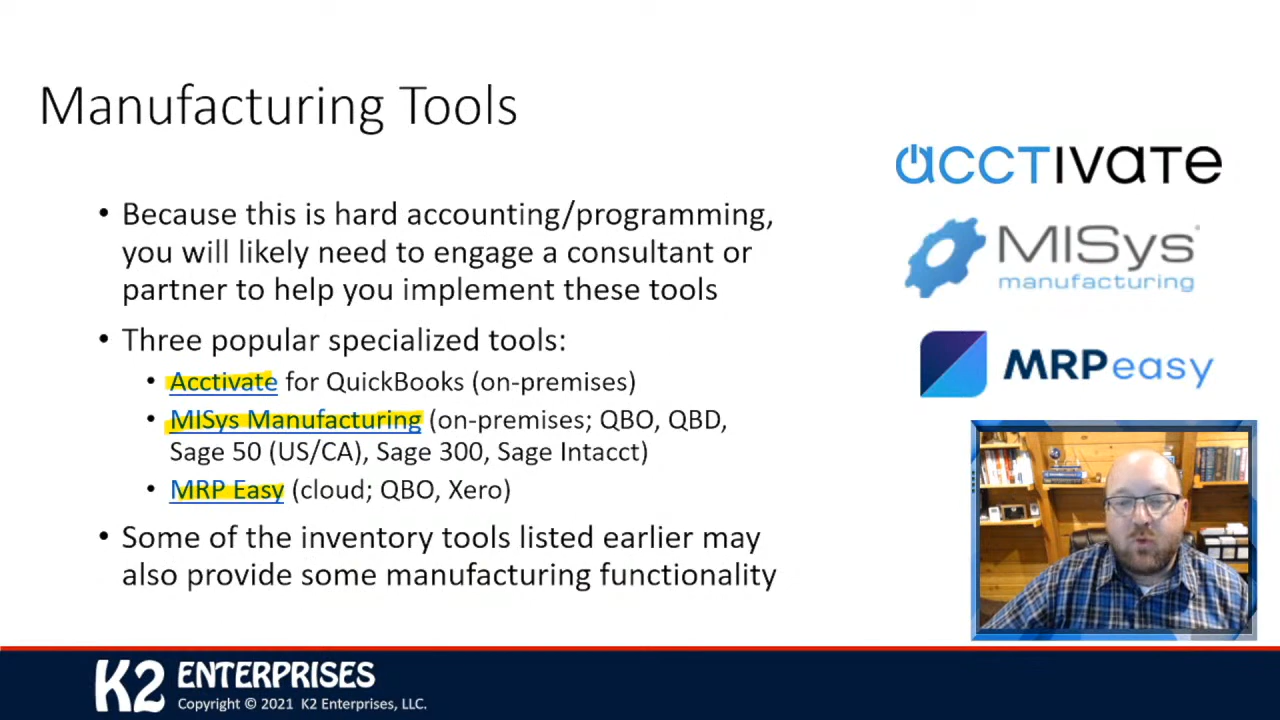 Manufacturing Tools
• Because this is hard accounting/programming,
you will likely need to engage a consultant or
partner to help you implement these tools
• Three popular specialized tools:
• Acctivate for QuickBooks (on-premises)
• MISys Manufacturing (on-premises; QBO, QBD,
Sage 50 (US/CA), Sage 300, Sage Intacct)
• MRP Easy (cloud; QBO, Xero)
• Some of the inventory tools listed earlier may
also provide some manufacturing functionality
acctivate
MISys
manufacturing
MRPeasy
K2 ENTERPRISES
Copyright © 2021 K2 Enterprises, LLC.